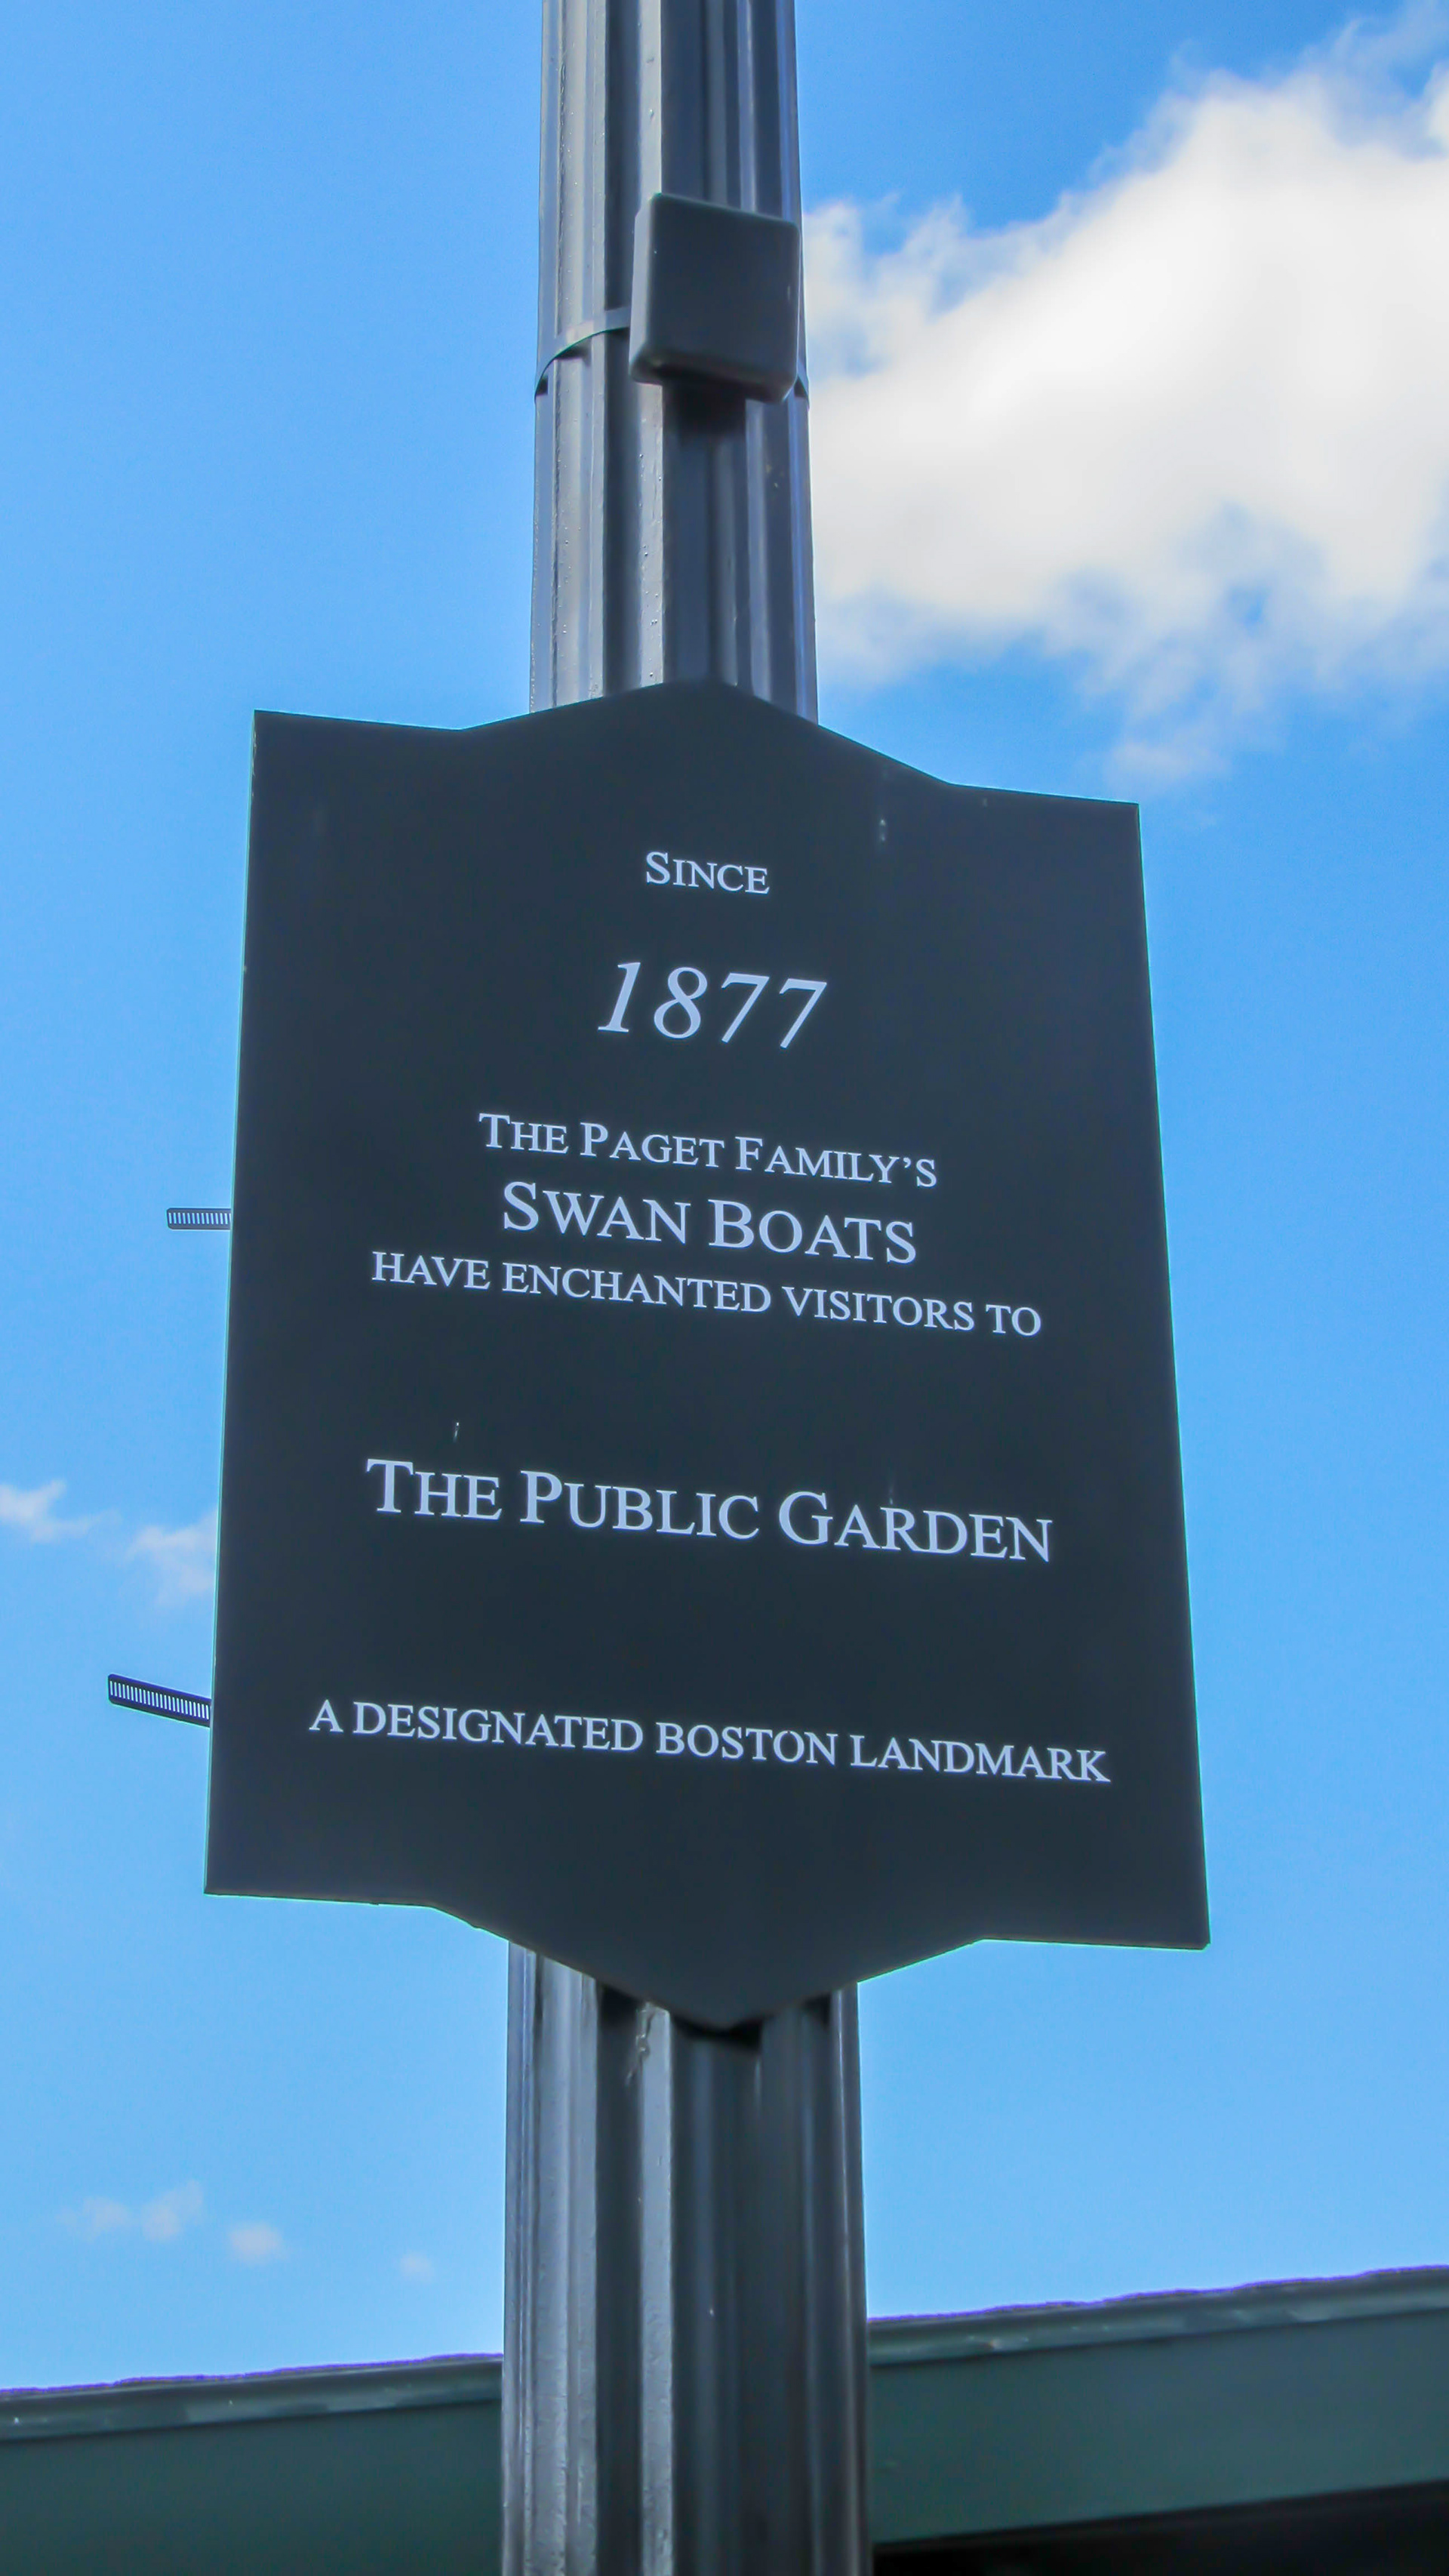 SINCE
1877
THE PAGET FAMILY'S
SWAN BOATS
HAVE ENCHANTED VISITORS TO
THE PUBLIC GARDEN
A DESIGNATED BOSTON LANDMARK